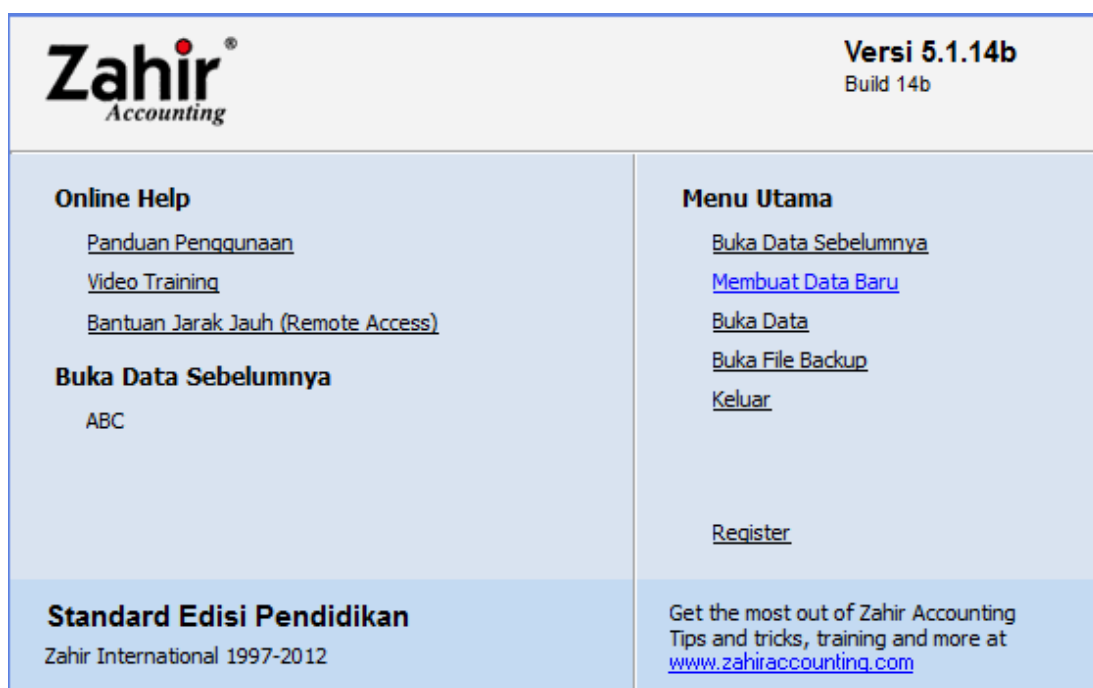 Zahir®
Accounting
Versi 5.1.14b
Build 14b
Online Help
Panduan Penggunaan
Video Training
Bantuan Jarak Jauh (Remote Access)
Buka Data Sebelumnya
ABC
Menu Utama
Buka Data Sebelumnya
Membuat Data Baru
Buka Data
Buka File Backup
Keluar
Register
Standard Edisi Pendidikan
Zahir International 1997-2012
Get the most out of Zahir Accounting
Tips and tricks, training and more at
www.zahiraccounting.com